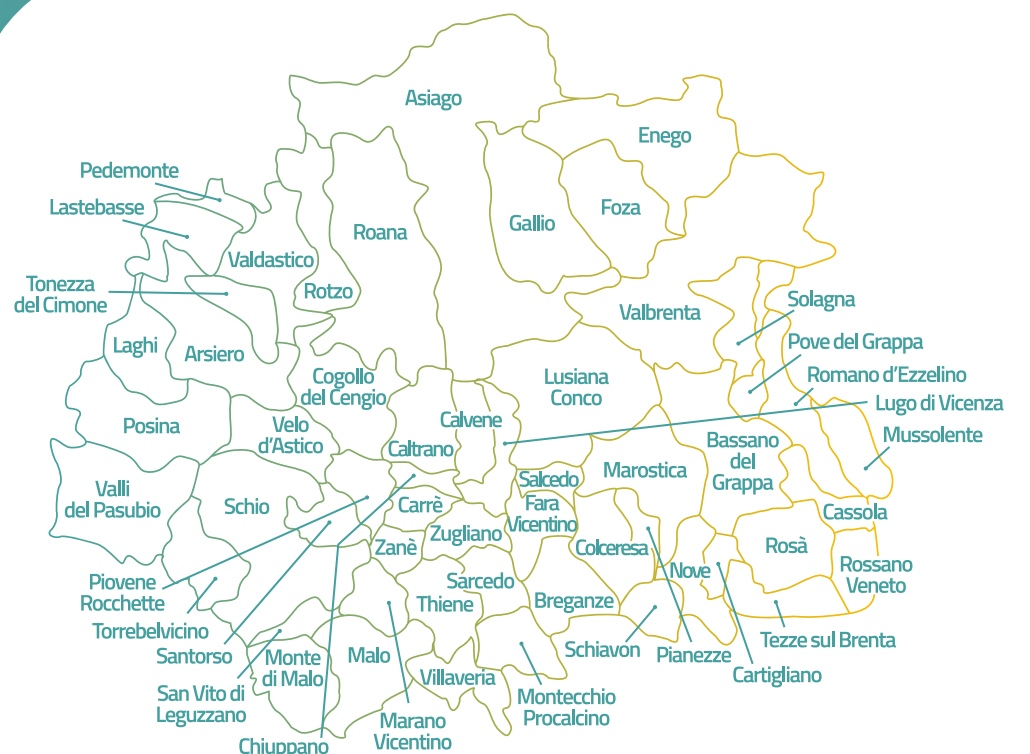 Asiago
Enego
Pedemonte
Lastebasse
Foza
Gallio
Roana
Valdastico
Tonezza
del Cimone
Rotzo
Solagna
Valbrenta
Pove del Grappa
Laghi
Arsiero
Romano d'Ezzelino
Cogollo
del Cengio
Lusiana
Conco
Lugo di Vicenza
Posina
Velo
d'Astico
Calvene
Mussolente
Caltrano
Bassano
del
Grappa
Marostica
Salcedo
Valli
del Pasubio
Schio
Carrè
Fara
Vicentino
Cassola
Zugliano
Zanè
Colceresa
Rosà
Rossano
Veneto
Nove
Piovene
Rocchette
Sarcedo
Thiene
Breganze
Torrebelvicino
Tezze sul Brenta
Santorso
Monte
di Malo
Malo
Schiavon
Pianezze
Cartigliano
Villaveria
San Vito di
Leguzzano
Montecchio
Procalcino
Marano
Vicentino
Chiuppano